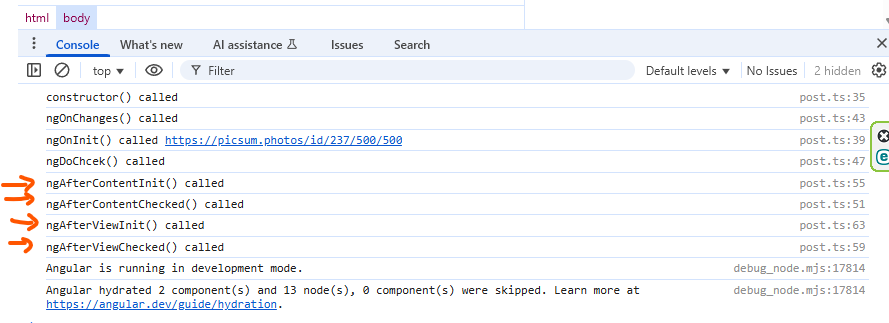 html body
Console What's new AI assistance Issues Search
top Filter Default levels No Issues 2 hidden
constructor() called post.ts:35
ngOnChanges() called post.ts:43
ngOnInit() called https://picsum.photos/id/237/500/500 post.ts:39
ngDoChcek() called post.ts:47
ngAfterContentInit() called post.ts:55
ngAfterContentChecked() called post.ts:51
ngAfterViewInit() called post.ts:63
ngAfterViewChecked() called post.ts:59
Angular is running in development mode. debug_node.mjs:17814
Angular hydrated 2 component(s) and 13 node(s), 0 component(s) were skipped. Learn more at debug_node.mjs:17814
https://angular.dev/guide/hydration.